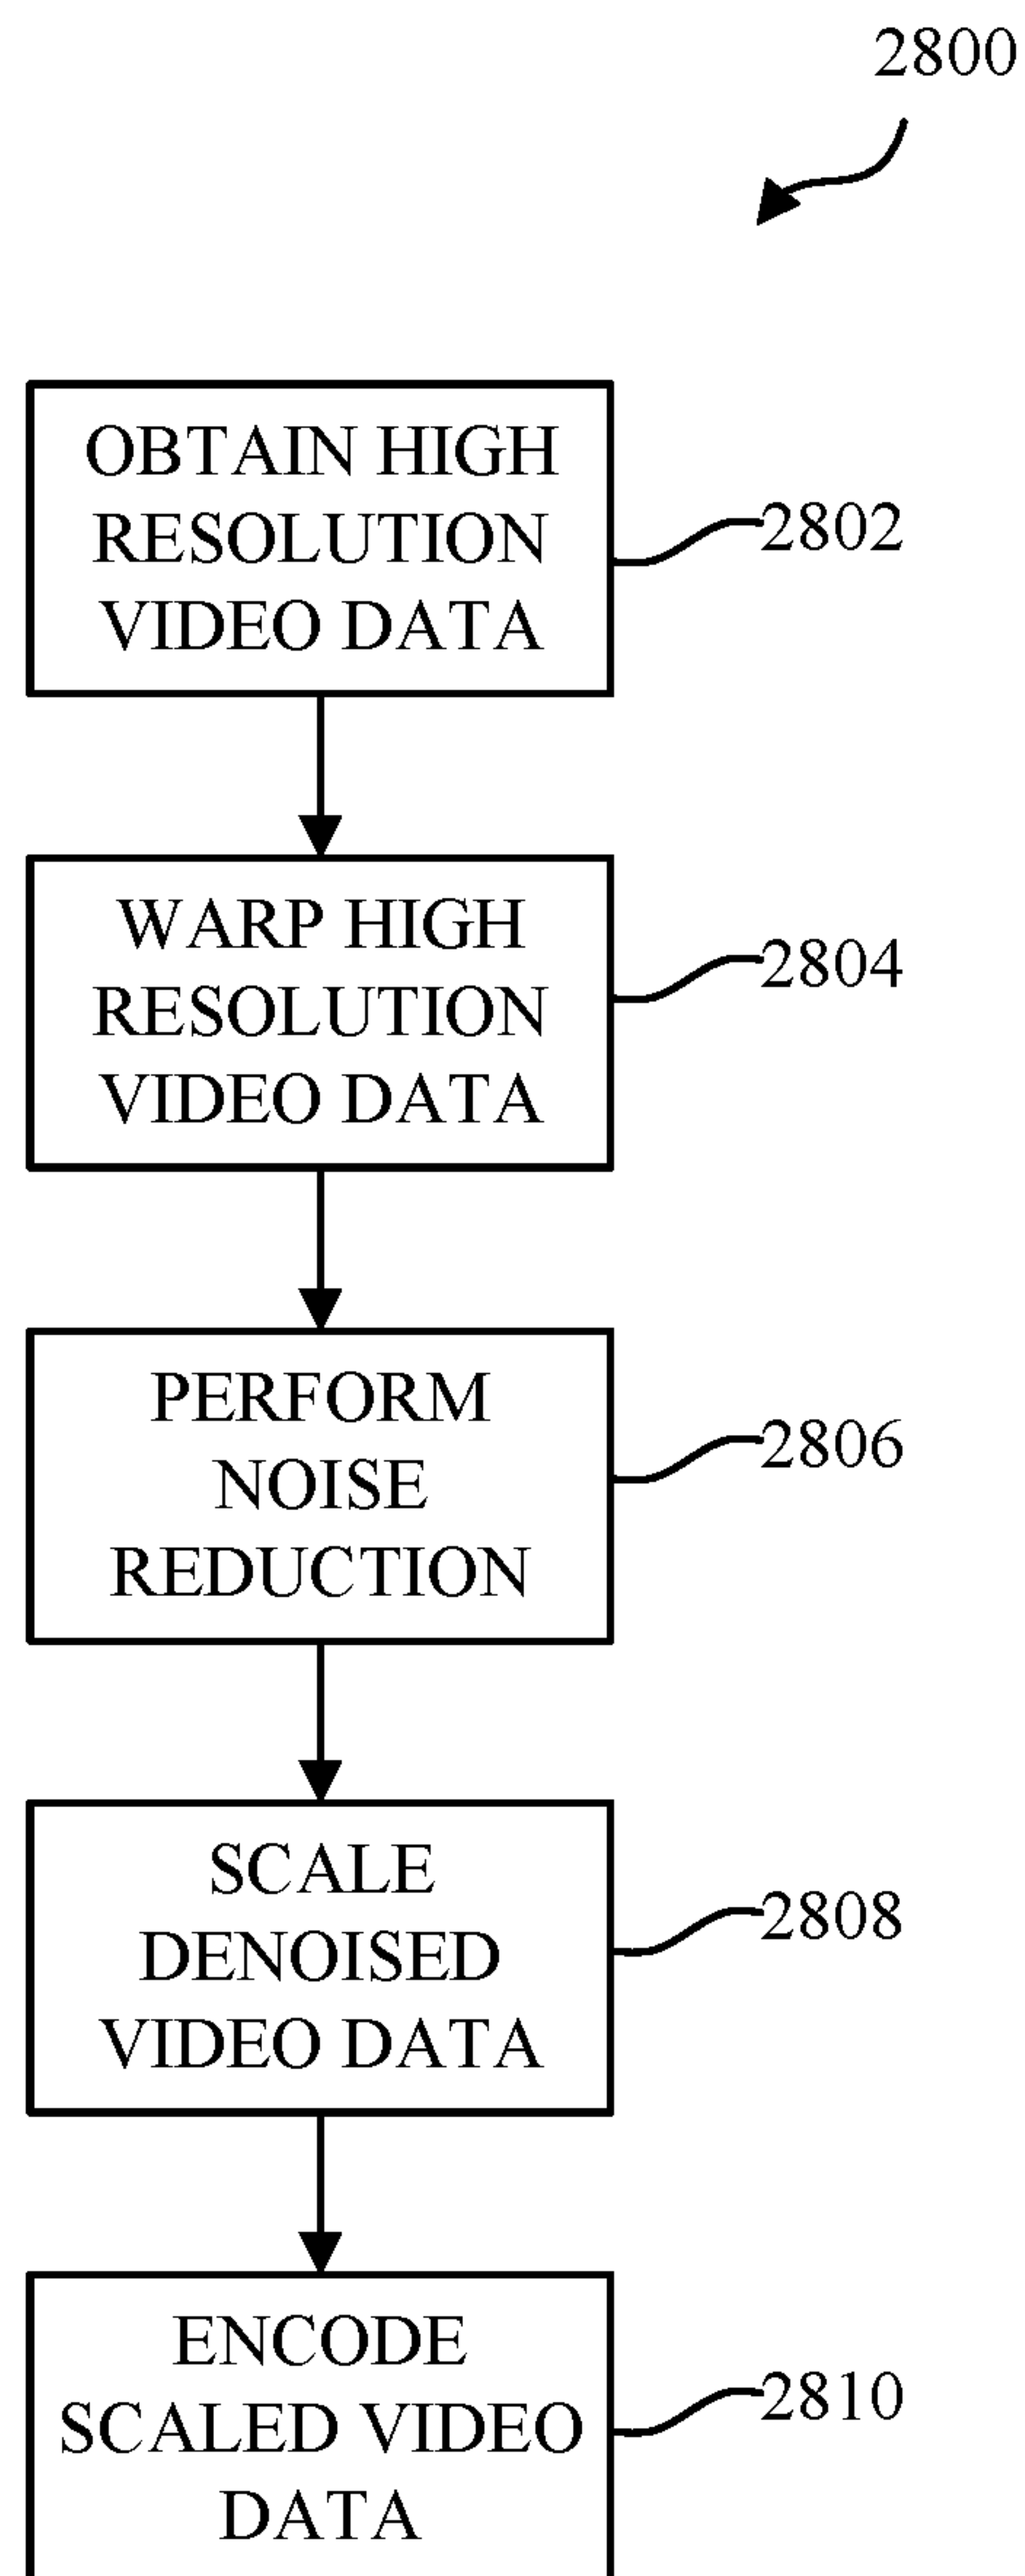 2800
OBTAIN HIGH
RESOLUTION
VIDEO DATA
2802
WARP HIGH
RESOLUTION
VIDEO DATA
2804
PERFORM
NOISE
REDUCTION
2806
SCALE
DENOISED
VIDEO DATA
2808
ENCODE
SCALED VIDEO
DATA
2810